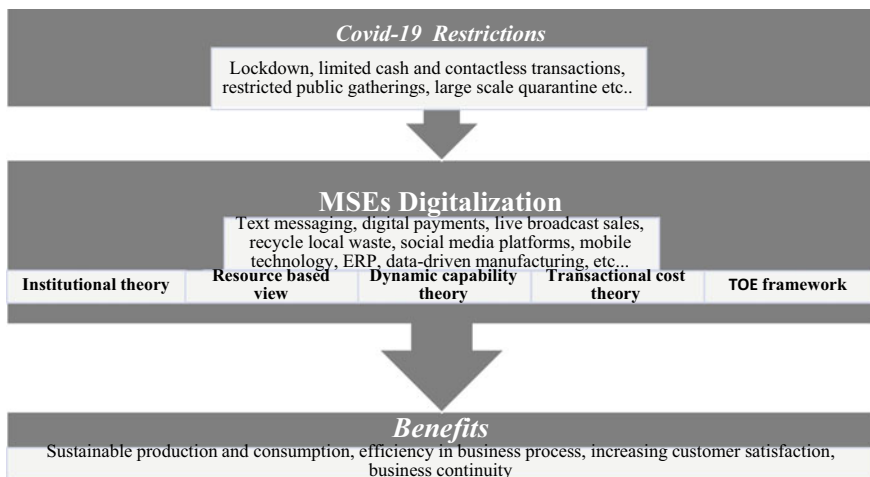 Covid-19 Restrictions
Lockdown, limited cash and contactless transactions,
restricted public gatherings, large scale quarantine etc..
MSEs Digitalization
Text messaging, digital payments, live broadcast sales,
recycle local waste, social media platforms, mobile
technology, ERP, data-driven manufacturing, etc...
Institutional theory
Resource based
view
Dynamic capability
theory
Transactional cost
theory
TOE framework
Benefits
Sustainable production and consumption, efficiency in business process, increasing customer satisfaction,
business continuity